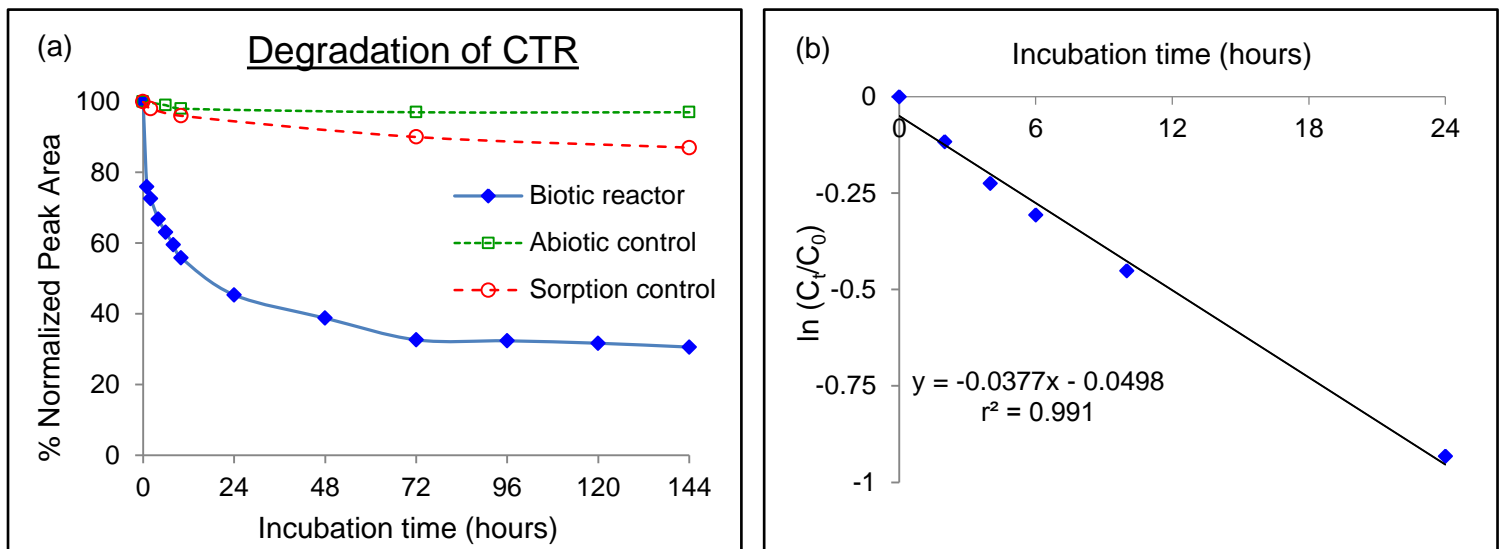 (a)
Degradation of CTR
% Normalized Peak Area
100
80
60
40
20
0
Biotic reactor
Abiotic control
Sorption control
0 24 48 72 96 120 144
Incubation time (hours)
(b)
Incubation time (hours)
ln (Cₜ/C₀)
0
-0.25
-0.5
-0.75
-1
0 6 12 18 24
y = -0.0377x - 0.0498
r² = 0.991